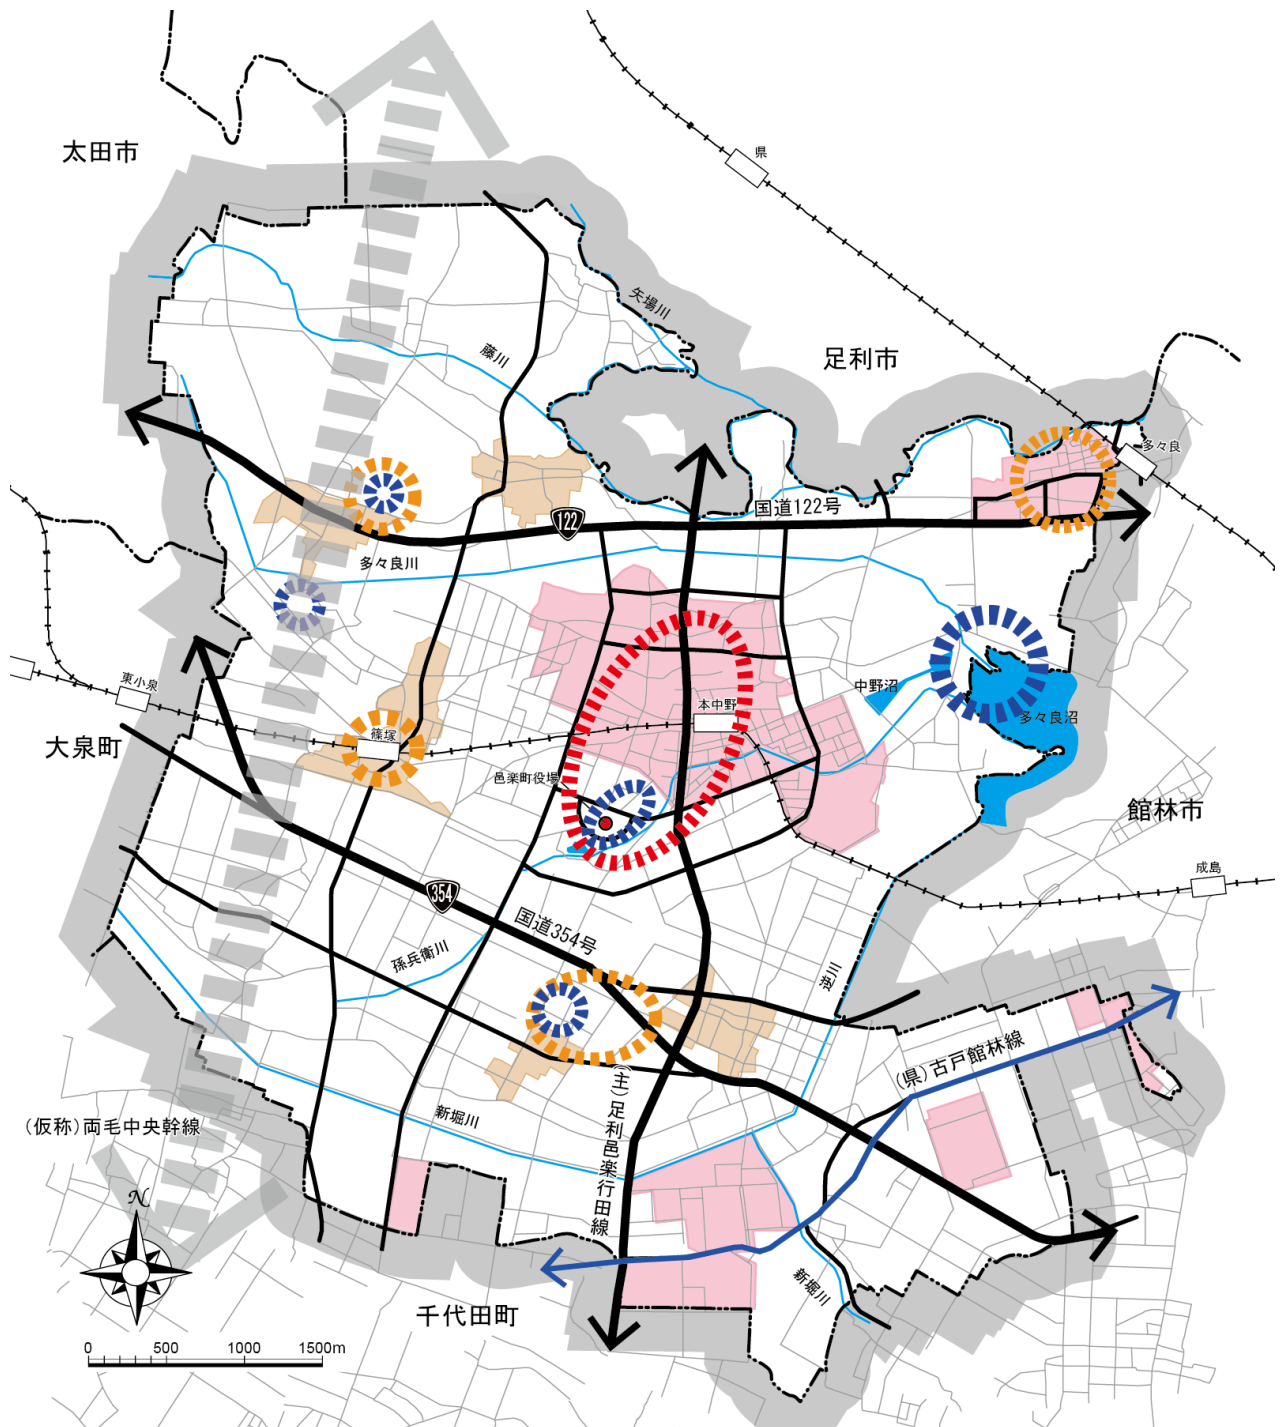 太田市
県
矢場川
足利市
藤川
多々良
国道122号
122
多々良川
東小泉
本中野
中野沼
多々良沼
篠塚
大泉町
邑楽町役場
館林市
成島
354
国道354号
孫兵衛川
逆川
(県)古戸館林線
(主)足利邑楽行田線
新堀川
(仮称)両毛中央幹線
N
新堀川
千代田町
0 500 1000 1500m